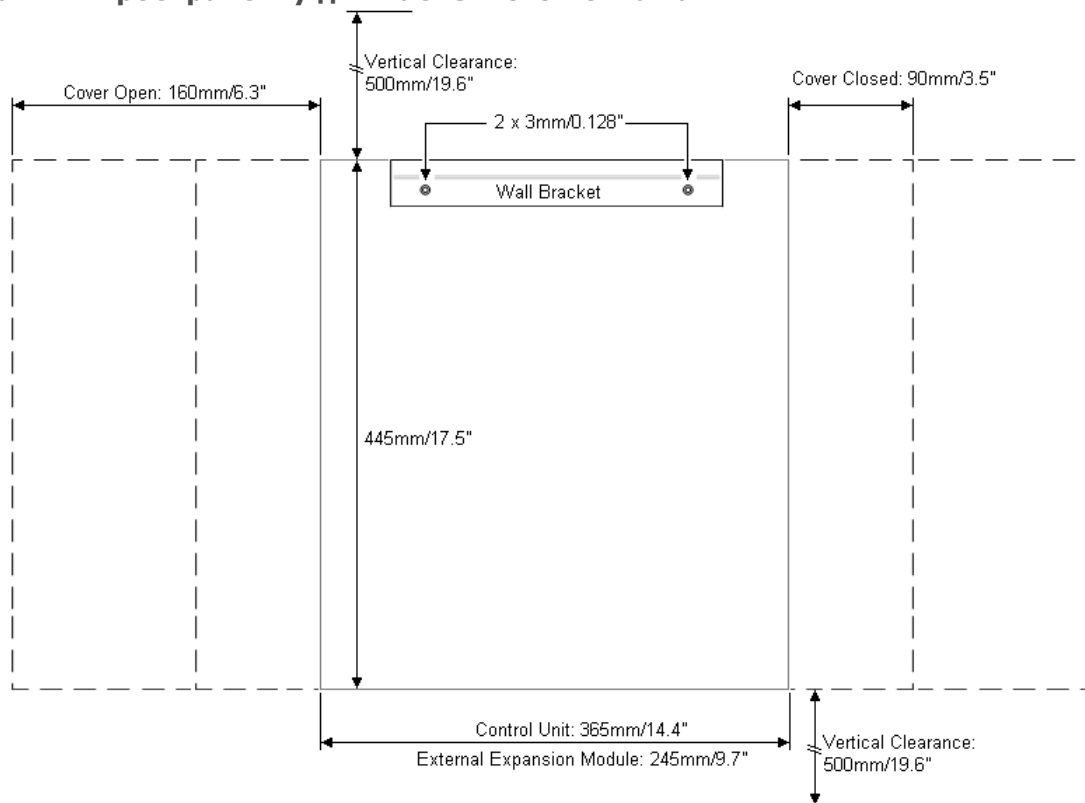 Vertical Clearance:
500mm/19.6"
Cover Open: 160mm/6.3"
Cover Closed: 90mm/3.5"
2 x 3mm/0.128"
Wall Bracket
445mm/17.5"
Control Unit: 365mm/14.4"
External Expansion Module: 245mm/9.7"
Vertical Clearance:
500mm/19.6"